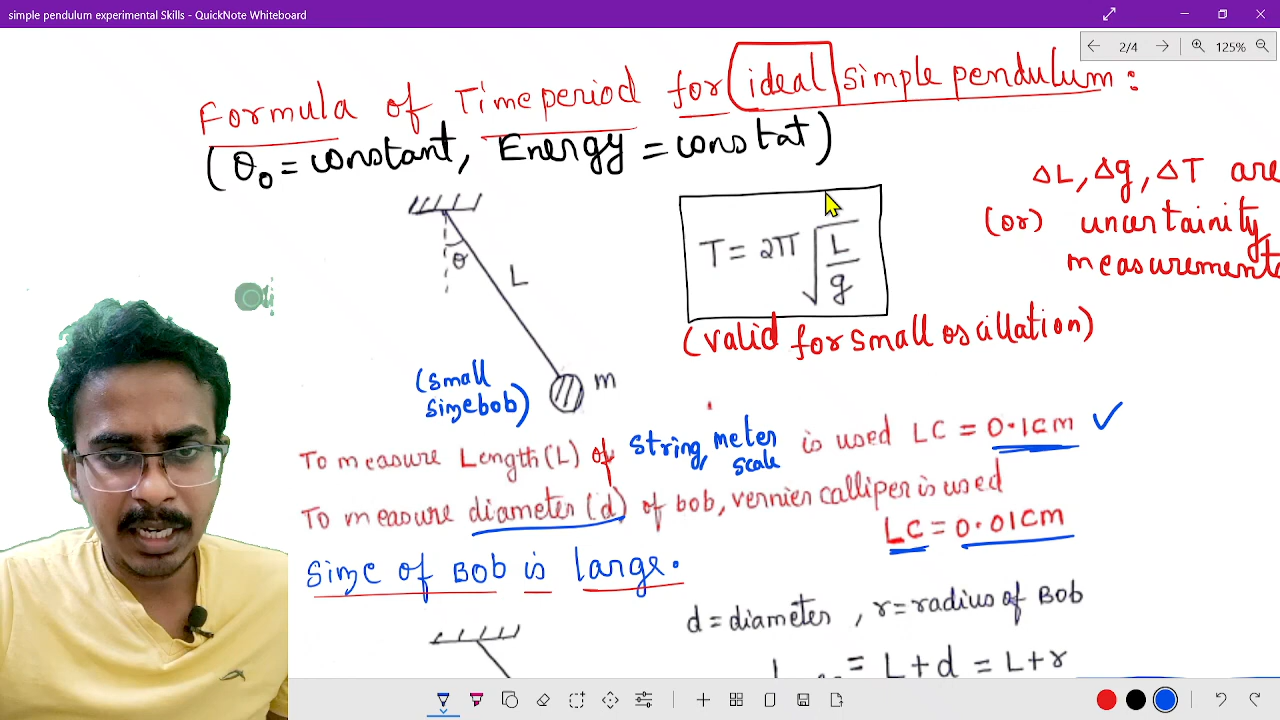 simple pendulum experimental Skills - QuickNote Whiteboard
2/4
125%
Formula of Time period for ideal simple pendulum:
(θ₀ = constant, Energy = constat)
ΔL, Δg, ΔT are
(or) uncertainity
measurements
θ
L
T = 2π √(L/g)
(valid for small oscillation)
(small
size bob)
m
To measure Length (L) of string, meter scale is used LC = 0.1cm ✓
To measure diameter (d) of bob, vernier calliper is used
LC = 0.01cm
Size of Bob is large.
d = diameter , r = radius of Bob
= L + d = L + r